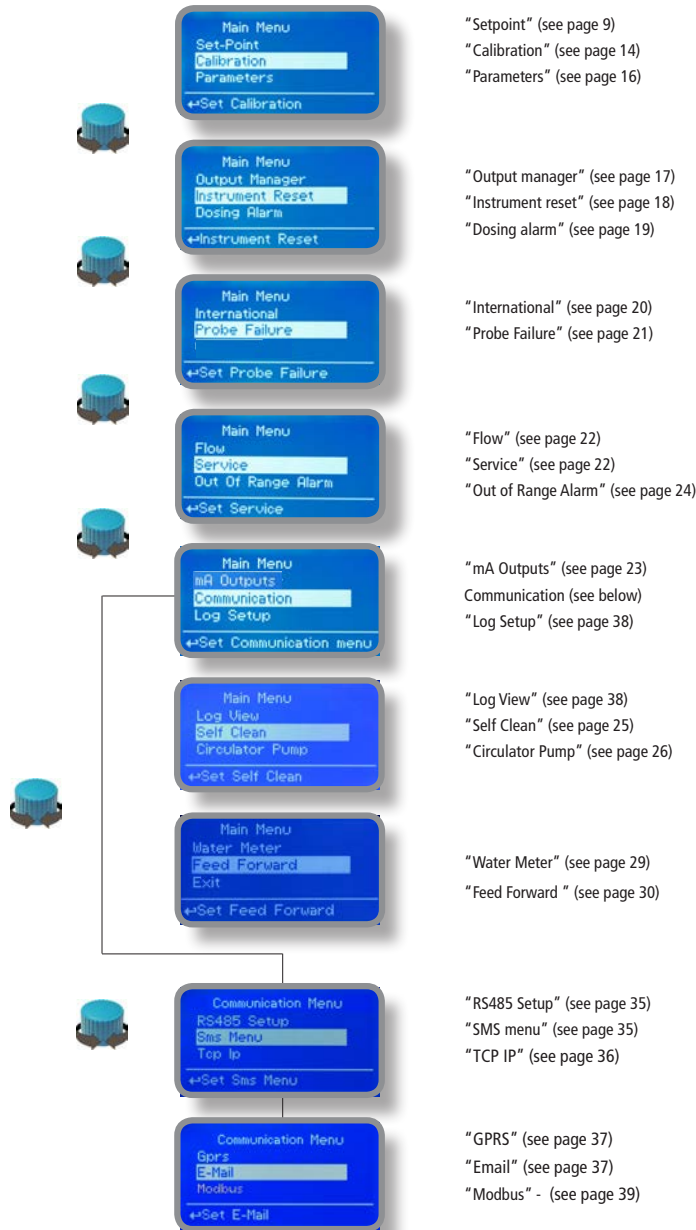 Main Menu
Set-Point
Calibration
Parameters
↵Set Calibration
"Setpoint" (see page 9)
"Calibration" (see page 14)
"Parameters" (see page 16)
Main Menu
Output Manager
Instrument Reset
Dosing Alarm
↵Instrument Reset
"Output manager" (see page 17)
"Instrument reset" (see page 18)
"Dosing alarm" (see page 19)
Main Menu
International
Probe Failure
↵Set Probe Failure
"International" (see page 20)
"Probe Failure" (see page 21)
Main Menu
Flow
Service
Out Of Range Alarm
↵Set Service
"Flow" (see page 22)
"Service" (see page 22)
"Out of Range Alarm" (see page 24)
Main Menu
mA Outputs
Communication
Log Setup
↵Set Communication menu
"mA Outputs" (see page 23)
Communication (see below)
"Log Setup" (see page 38)
Main Menu
Log View
Self Clean
Circulator Pump
↵Set Self Clean
"Log View" (see page 38)
"Self Clean" (see page 25)
"Circulator Pump" (see page 26)
Main Menu
Water Meter
Feed Forward
Exit
↵Set Feed Forward
"Water Meter" (see page 29)
"Feed Forward " (see page 30)
Communication Menu
RS485 Setup
Sms Menu
Tcp Ip
↵Set Sms Menu
"RS485 Setup" (see page 35)
"SMS menu" (see page 35)
"TCP IP" (see page 36)
Communication Menu
Gprs
E-Mail
Modbus
↵Set E-Mail
"GPRS" (see page 37)
"Email" (see page 37)
"Modbus" - (see page 39)